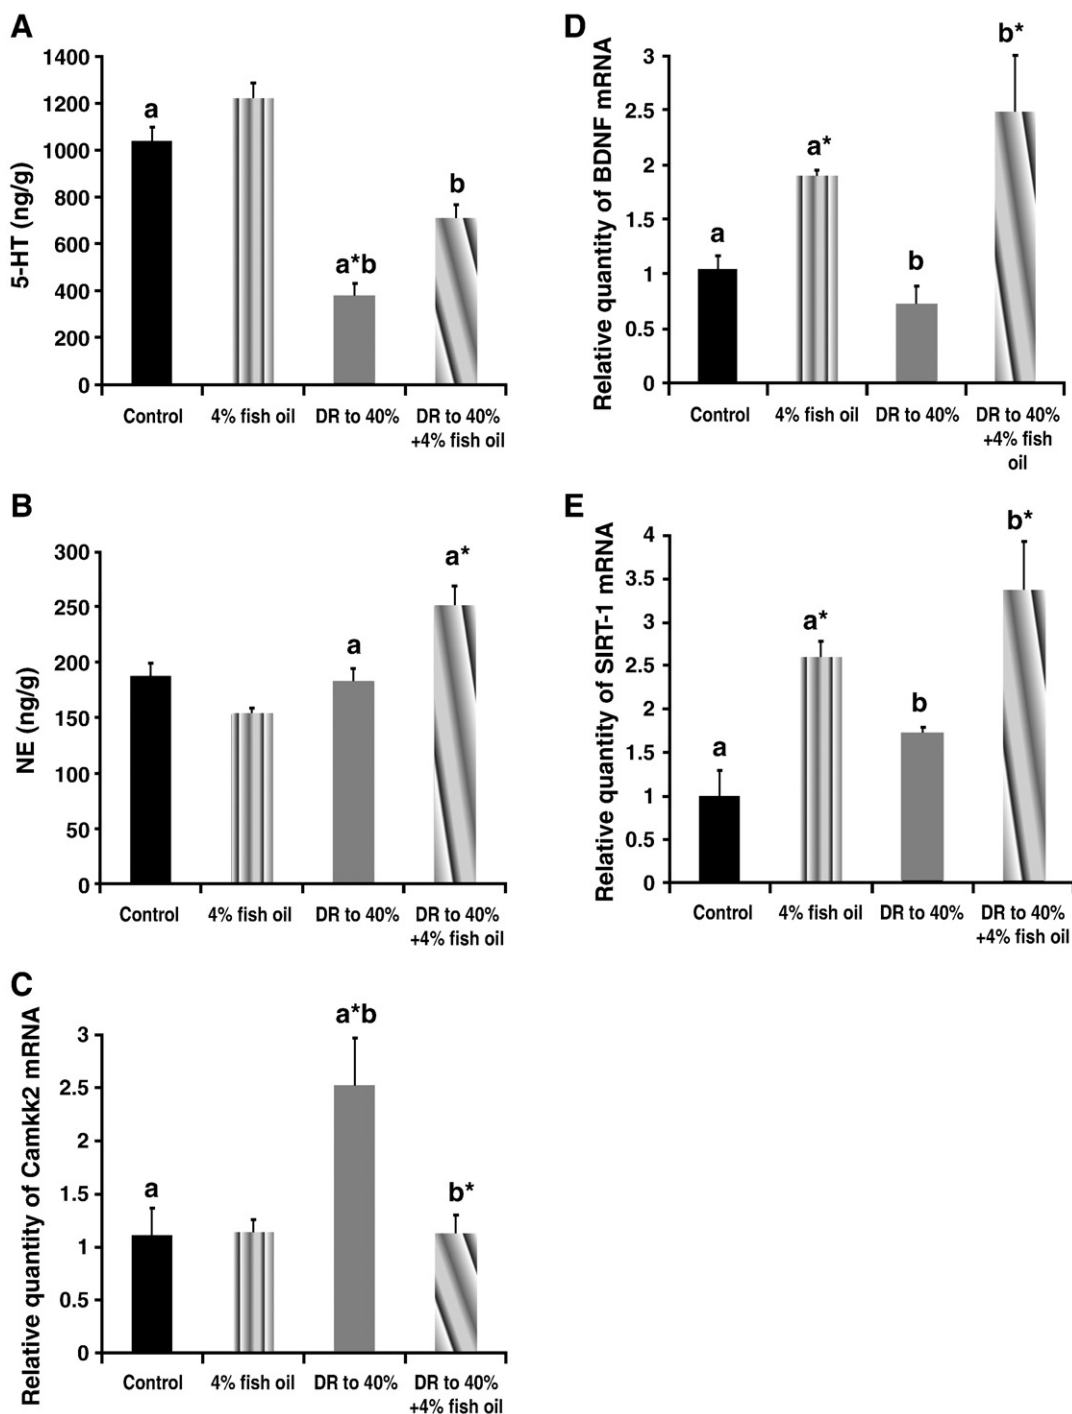 A
5-HT (ng/g)
1400
1200
1000
800
600
400
200
0
a
a*b
b
Control
4% fish oil
DR to 40%
DR to 40%
+4% fish oil
D
Relative quantity of BDNF mRNA
3
2.5
2
1.5
1
0.5
0
a
a*
b
b*
Control
4% fish oil
DR to 40%
DR to 40%
+4% fish
oil
B
NE (ng/g)
300
250
200
150
100
50
0
a
a*
Control
4% fish oil
DR to 40%
DR to 40%
+4% fish oil
E
Relative quantity of SIRT-1 mRNA
4
3.5
3
2.5
2
1.5
1
0.5
0
a
a*
b
b*
Control
4% fish oil
DR to 40%
DR to 40%
+4% fish oil
C
Relative quantity of Camkk2 mRNA
3
2.5
2
1.5
1
0.5
0
a
a*b
b*
Control
4% fish oil
DR to 40%
DR to 40%
+4% fish oil